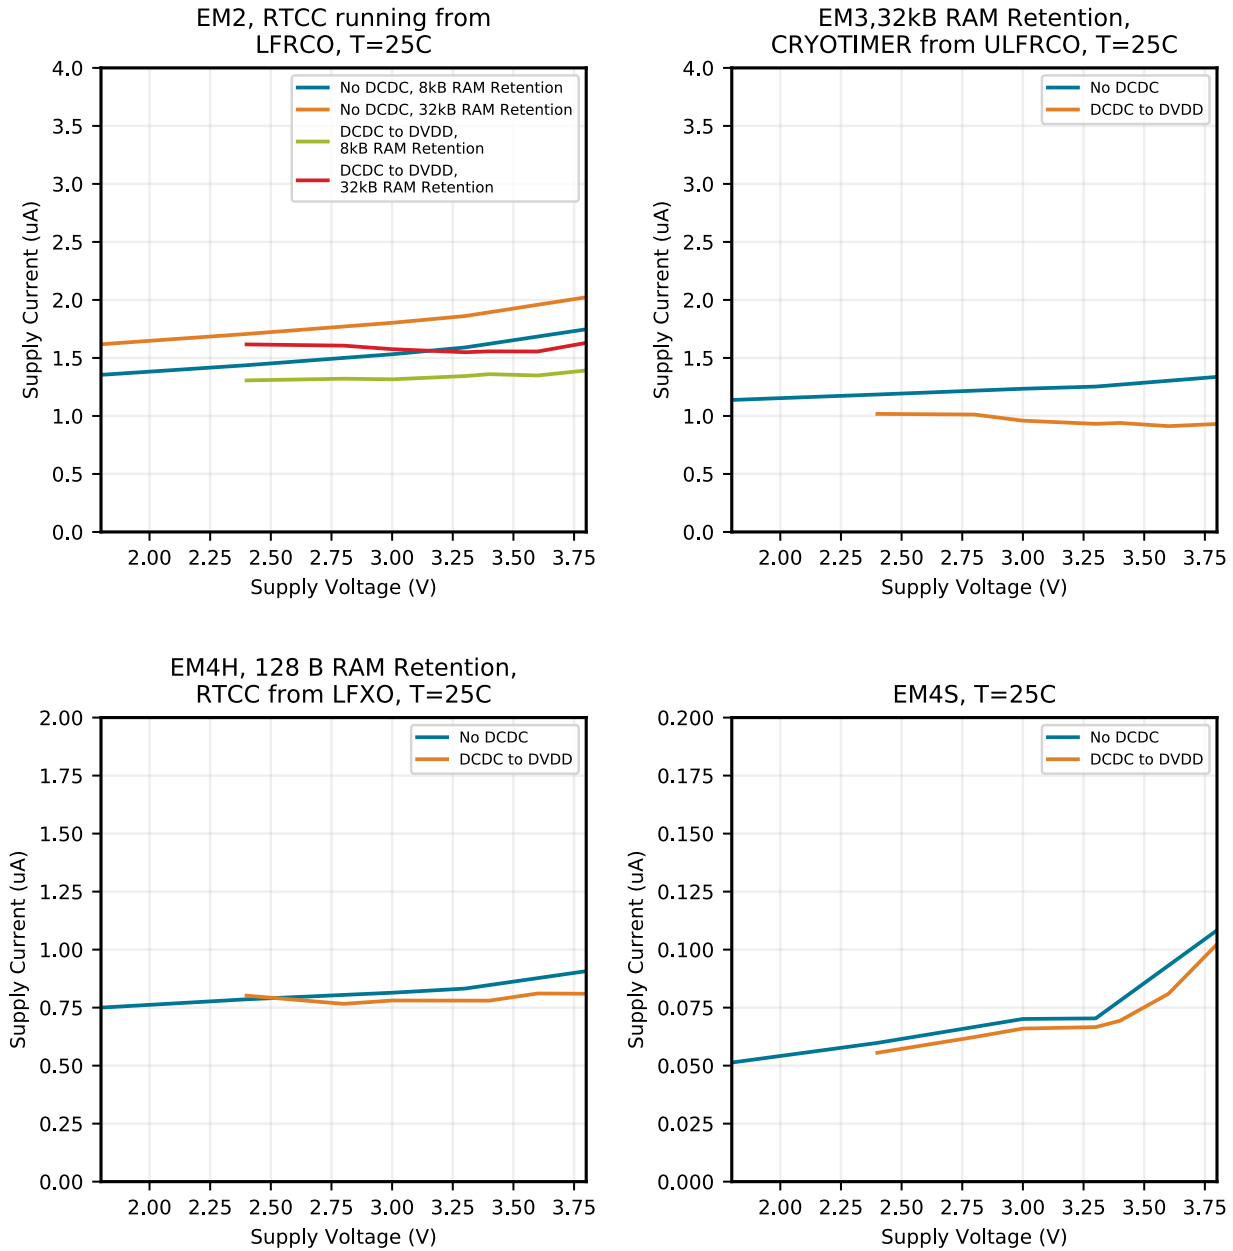 EM2, RTCC running from
LFRCO, T=25C
4.0
3.5
3.0
2.5
2.0
1.5
1.0
0.5
0.0
Supply Current (uA)
No DCDC, 8kB RAM Retention
No DCDC, 32kB RAM Retention
DCDC to DVDD,
8kB RAM Retention
DCDC to DVDD,
32kB RAM Retention
2.00 2.25 2.50 2.75 3.00 3.25 3.50 3.75
Supply Voltage (V)
EM3,32kB RAM Retention,
CRYOTIMER from ULFRCO, T=25C
4.0
3.5
3.0
2.5
2.0
1.5
1.0
0.5
0.0
Supply Current (uA)
No DCDC
DCDC to DVDD
2.00 2.25 2.50 2.75 3.00 3.25 3.50 3.75
Supply Voltage (V)
EM4H, 128 B RAM Retention,
RTCC from LFXO, T=25C
2.00
1.75
1.50
1.25
1.00
0.75
0.50
0.25
0.00
Supply Current (uA)
No DCDC
DCDC to DVDD
2.00 2.25 2.50 2.75 3.00 3.25 3.50 3.75
Supply Voltage (V)
EM4S, T=25C
0.200
0.175
0.150
0.125
0.100
0.075
0.050
0.025
0.000
Supply Current (uA)
No DCDC
DCDC to DVDD
2.00 2.25 2.50 2.75 3.00 3.25 3.50 3.75
Supply Voltage (V)